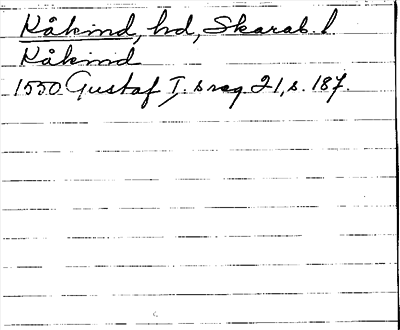 Kåkind, hd, Skarab. l
Kåkind
1550 Gustaf I:s reg 21, s. 187.